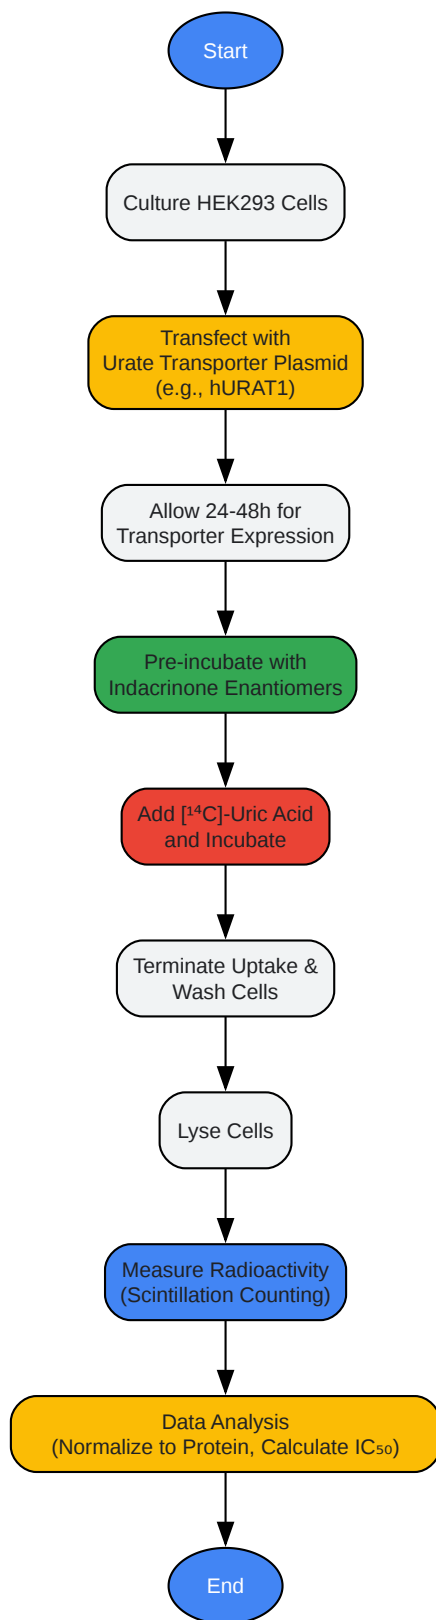 Start
Culture HEK293 Cells
Transfect with
Urate Transporter Plasmid
(e.g., hURAT1)
Allow 24-48h for
Transporter Expression
Pre-incubate with
Indacrinone Enantiomers
Add [¹⁴C]-Uric Acid
and Incubate
Terminate Uptake &
Wash Cells
Lyse Cells
Measure Radioactivity
(Scintillation Counting)
Data Analysis
(Normalize to Protein, Calculate IC₅₀)
End